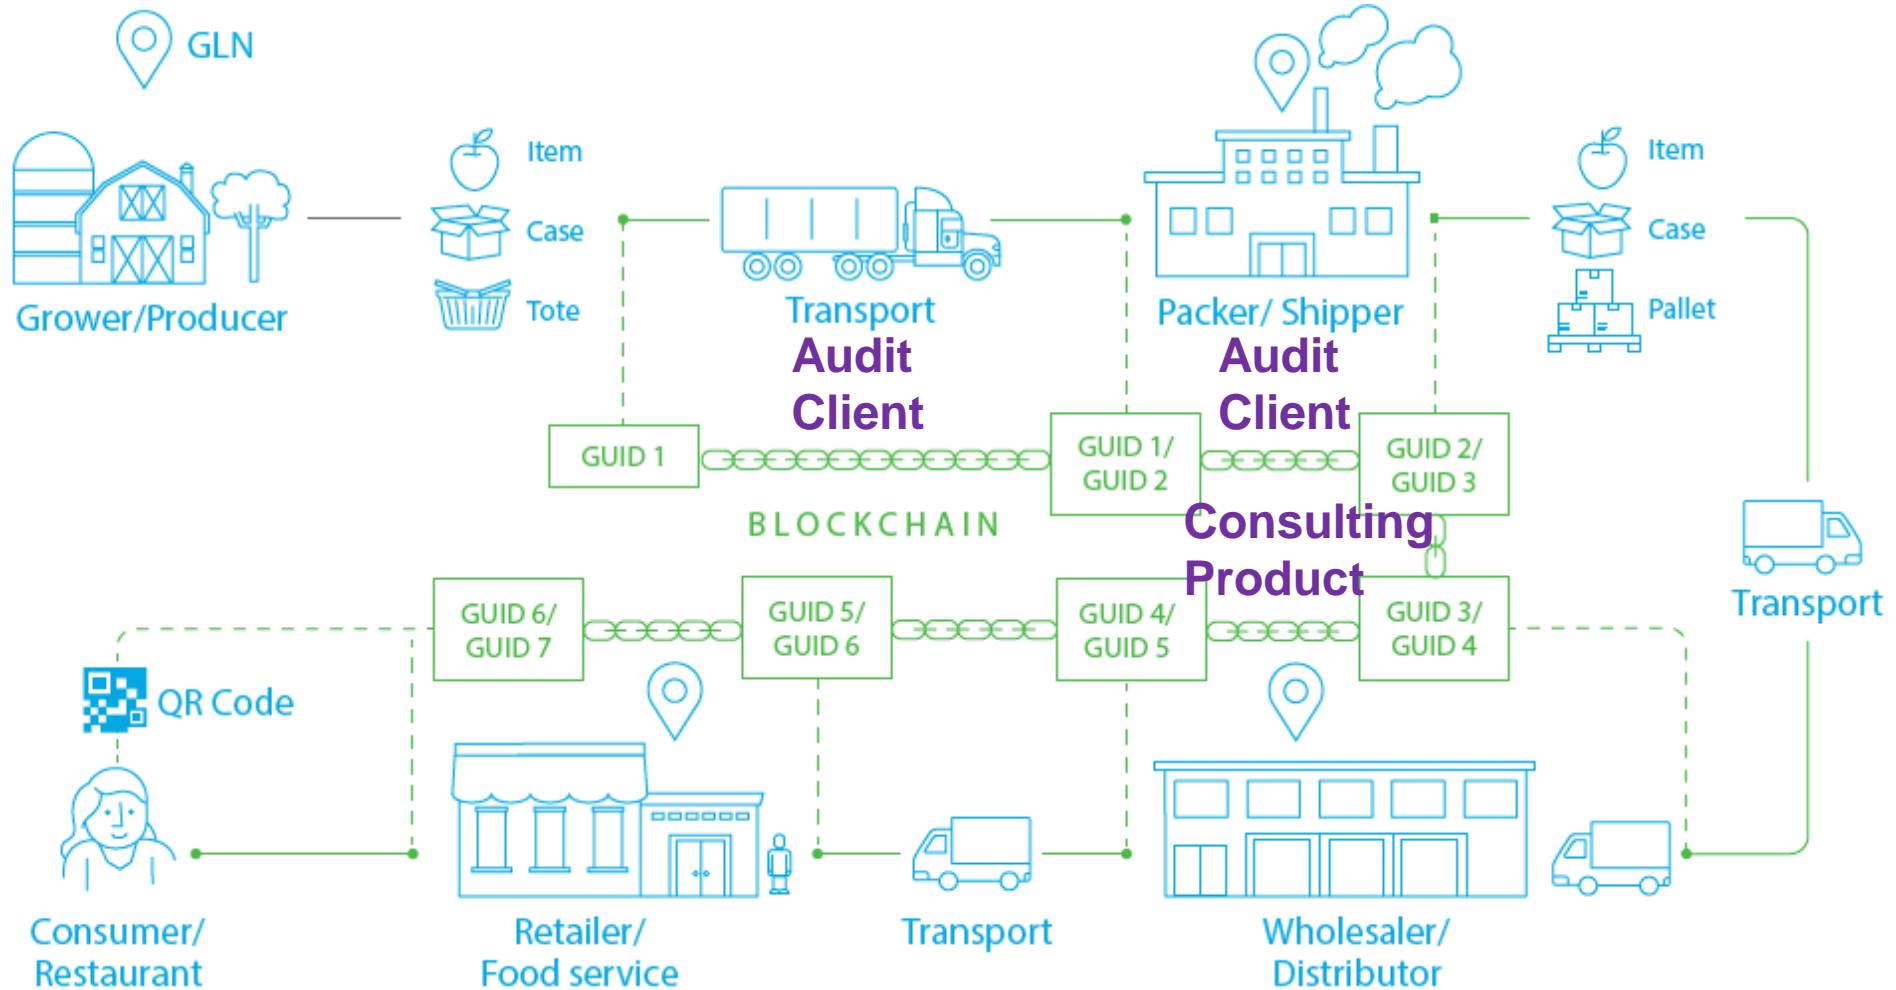 GLN
Item
Case
Tote
Grower/Producer
Transport
Audit
Client
Packer/ Shipper
Audit
Client
Item
Case
Pallet
GUID 1
GUID 1/
GUID 2
GUID 2/
GUID 3
BLOCKCHAIN
Consulting
Product
Transport
GUID 6/
GUID 7
GUID 5/
GUID 6
GUID 4/
GUID 5
GUID 3/
GUID 4
QR Code
Consumer/
Restaurant
Retailer/
Food service
Transport
Wholesaler/
Distributor